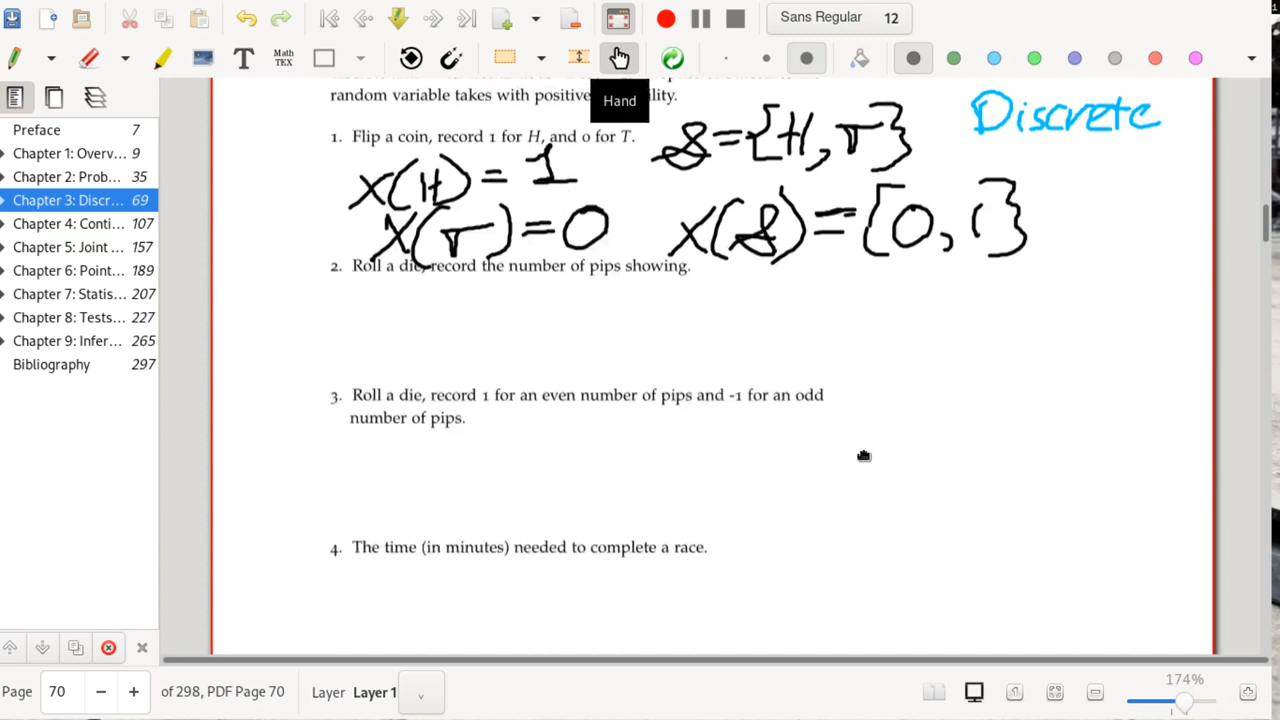 Sans Regular 12
Math
TEX
Hand
Preface 7
Chapter 1: Overv... 9
Chapter 2: Prob... 35
Chapter 3: Discr... 69
Chapter 4: Conti... 107
Chapter 5: Joint ... 157
Chapter 6: Point... 189
Chapter 7: Statis... 207
Chapter 8: Tests... 227
Chapter 9: Infer... 265
Bibliography 297
random variable takes with positive
Discrete
1. Flip a coin, record 1 for H, and 0 for T.
S={H,T}
X(H)=1
X(T)=0
X(S)={0,1}
2. Roll a die, record the number of pips showing.
3. Roll a die, record 1 for an even number of pips and -1 for an odd
number of pips.
4. The time (in minutes) needed to complete a race.
Page 70 of 298, PDF Page 70 Layer Layer 1
174%